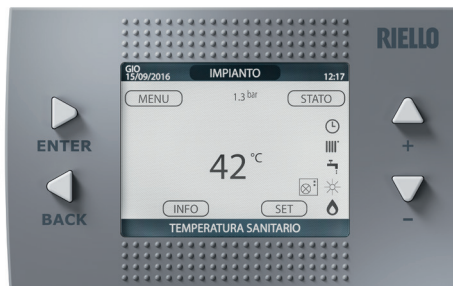 RIELLO
GIO
15/09/2016 IMPIANTO 12:17
MENU 1.3 bar STATO
ENTER
42 °C
+
INFO SET
BACK
-
TEMPERATURA SANITARIO